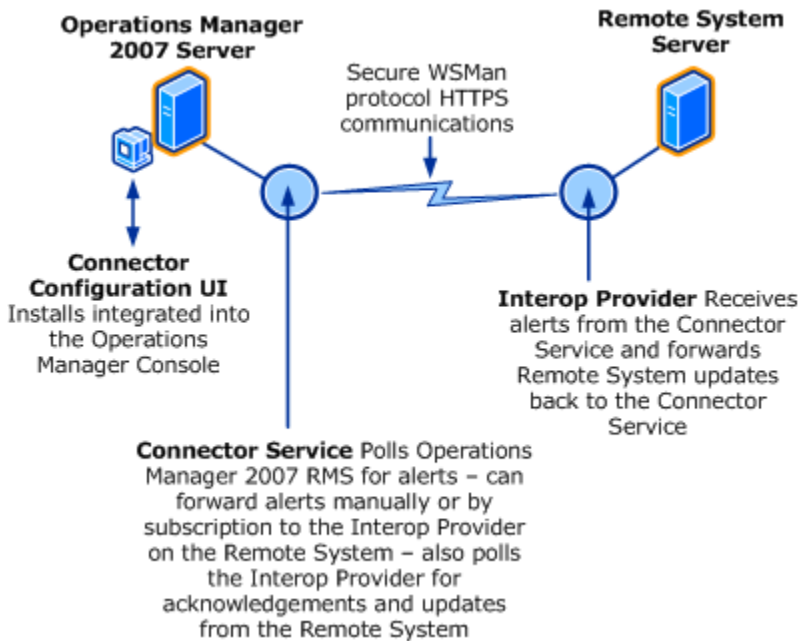 Operations Manager
2007 Server
Remote System
Server
Secure WSMan
protocol HTTPS
communications
Connector
Configuration UI
Installs integrated into
the Operations
Manager Console
Interop Provider Receives
alerts from the Connector
Service and forwards
Remote System updates
back to the Connector
Service
Connector Service Polls Operations
Manager 2007 RMS for alerts – can
forward alerts manually or by
subscription to the Interop Provider
on the Remote System – also polls
the Interop Provider for
acknowledgements and updates
from the Remote System